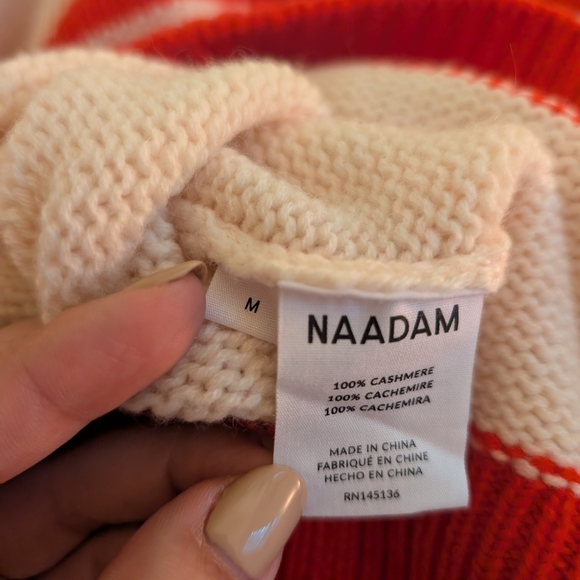 M
NAADAM
100% CASHMERE
100% CACHEMIRE
100% CACHEMIRA
MADE IN CHINA
FABRIQUÉ EN CHINE
HECHO EN CHINA
RN145136